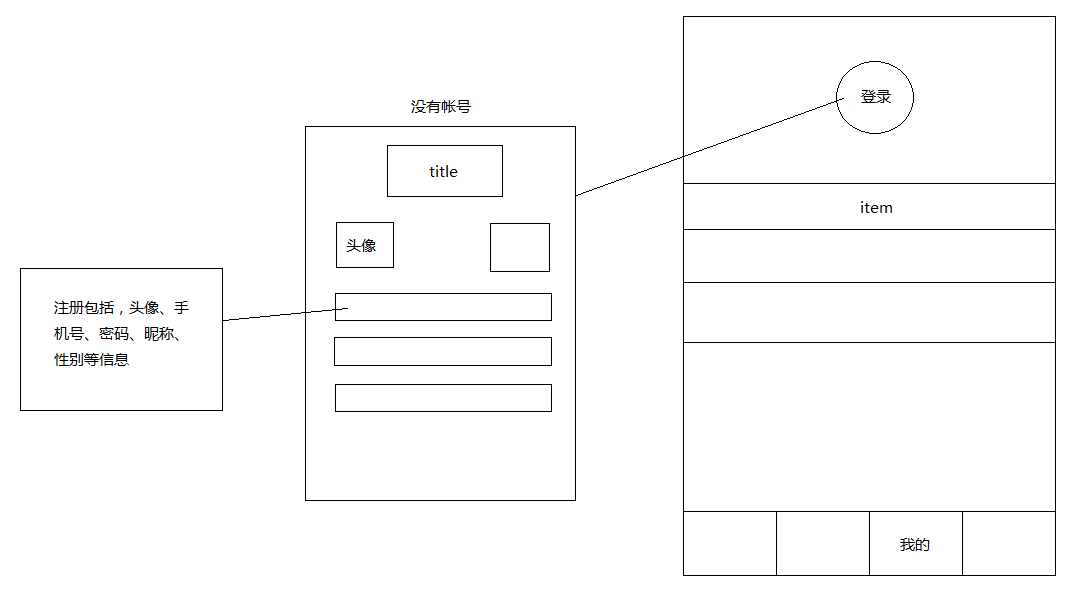 没有帐号
title
头像
注册包括，头像、手
机号、密码、昵称、
性别等信息
登录
item
我的